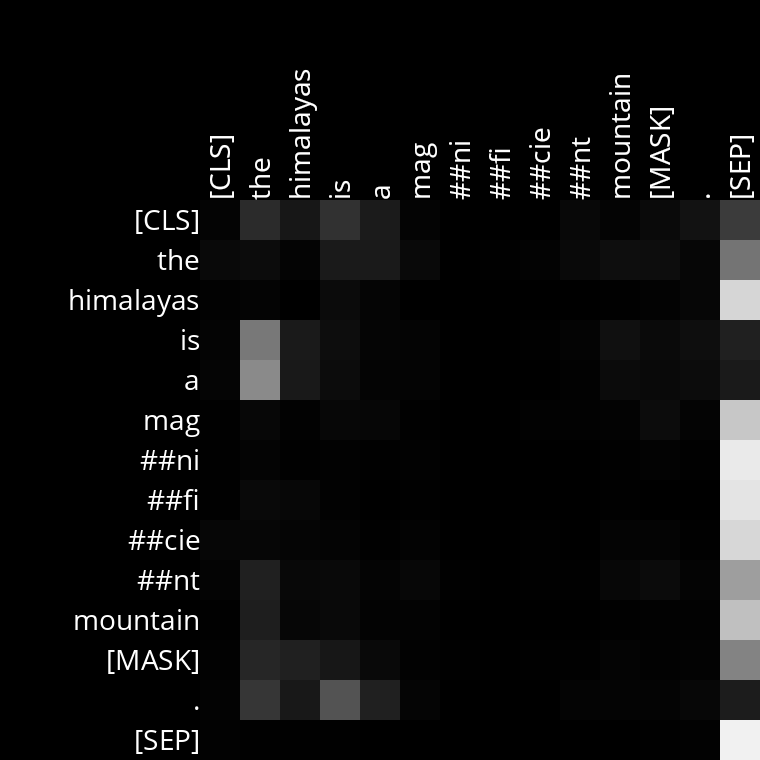 [CLS] the himalayas is a mag ##ni ##fi ##cie ##nt mountain [MASK] . [SEP]
[CLS]
the
himalayas
is
a
mag
##ni
##fi
##cie
##nt
mountain
[MASK]
.
[SEP]